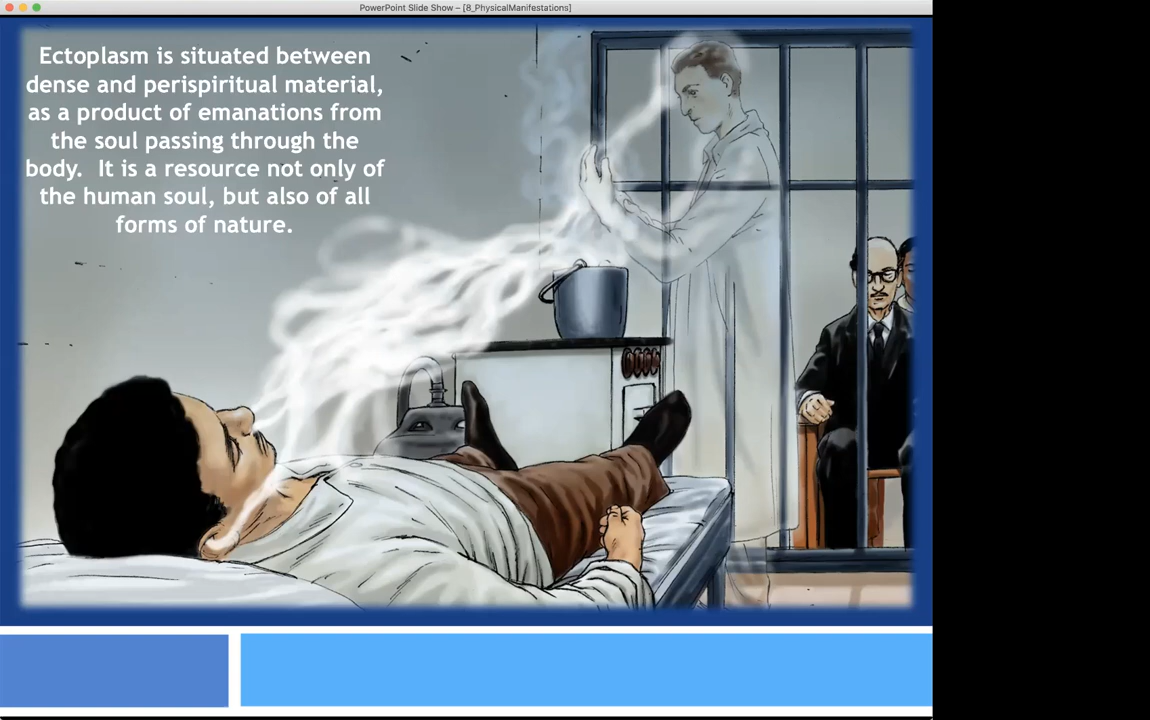 PowerPoint Slide Show – [8_PhysicalManifestations]
Ectoplasm is situated between
dense and perispiritual material,
as a product of emanations from
the soul passing through the
body.  It is a resource not only of
the human soul, but also of all
forms of nature.